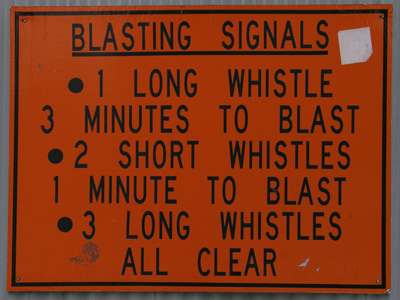 BLASTING SIGNALS
● 1 LONG WHISTLE
3 MINUTES TO BLAST
● 2 SHORT WHISTLES
1 MINUTE TO BLAST
● 3 LONG WHISTLES
ALL CLEAR